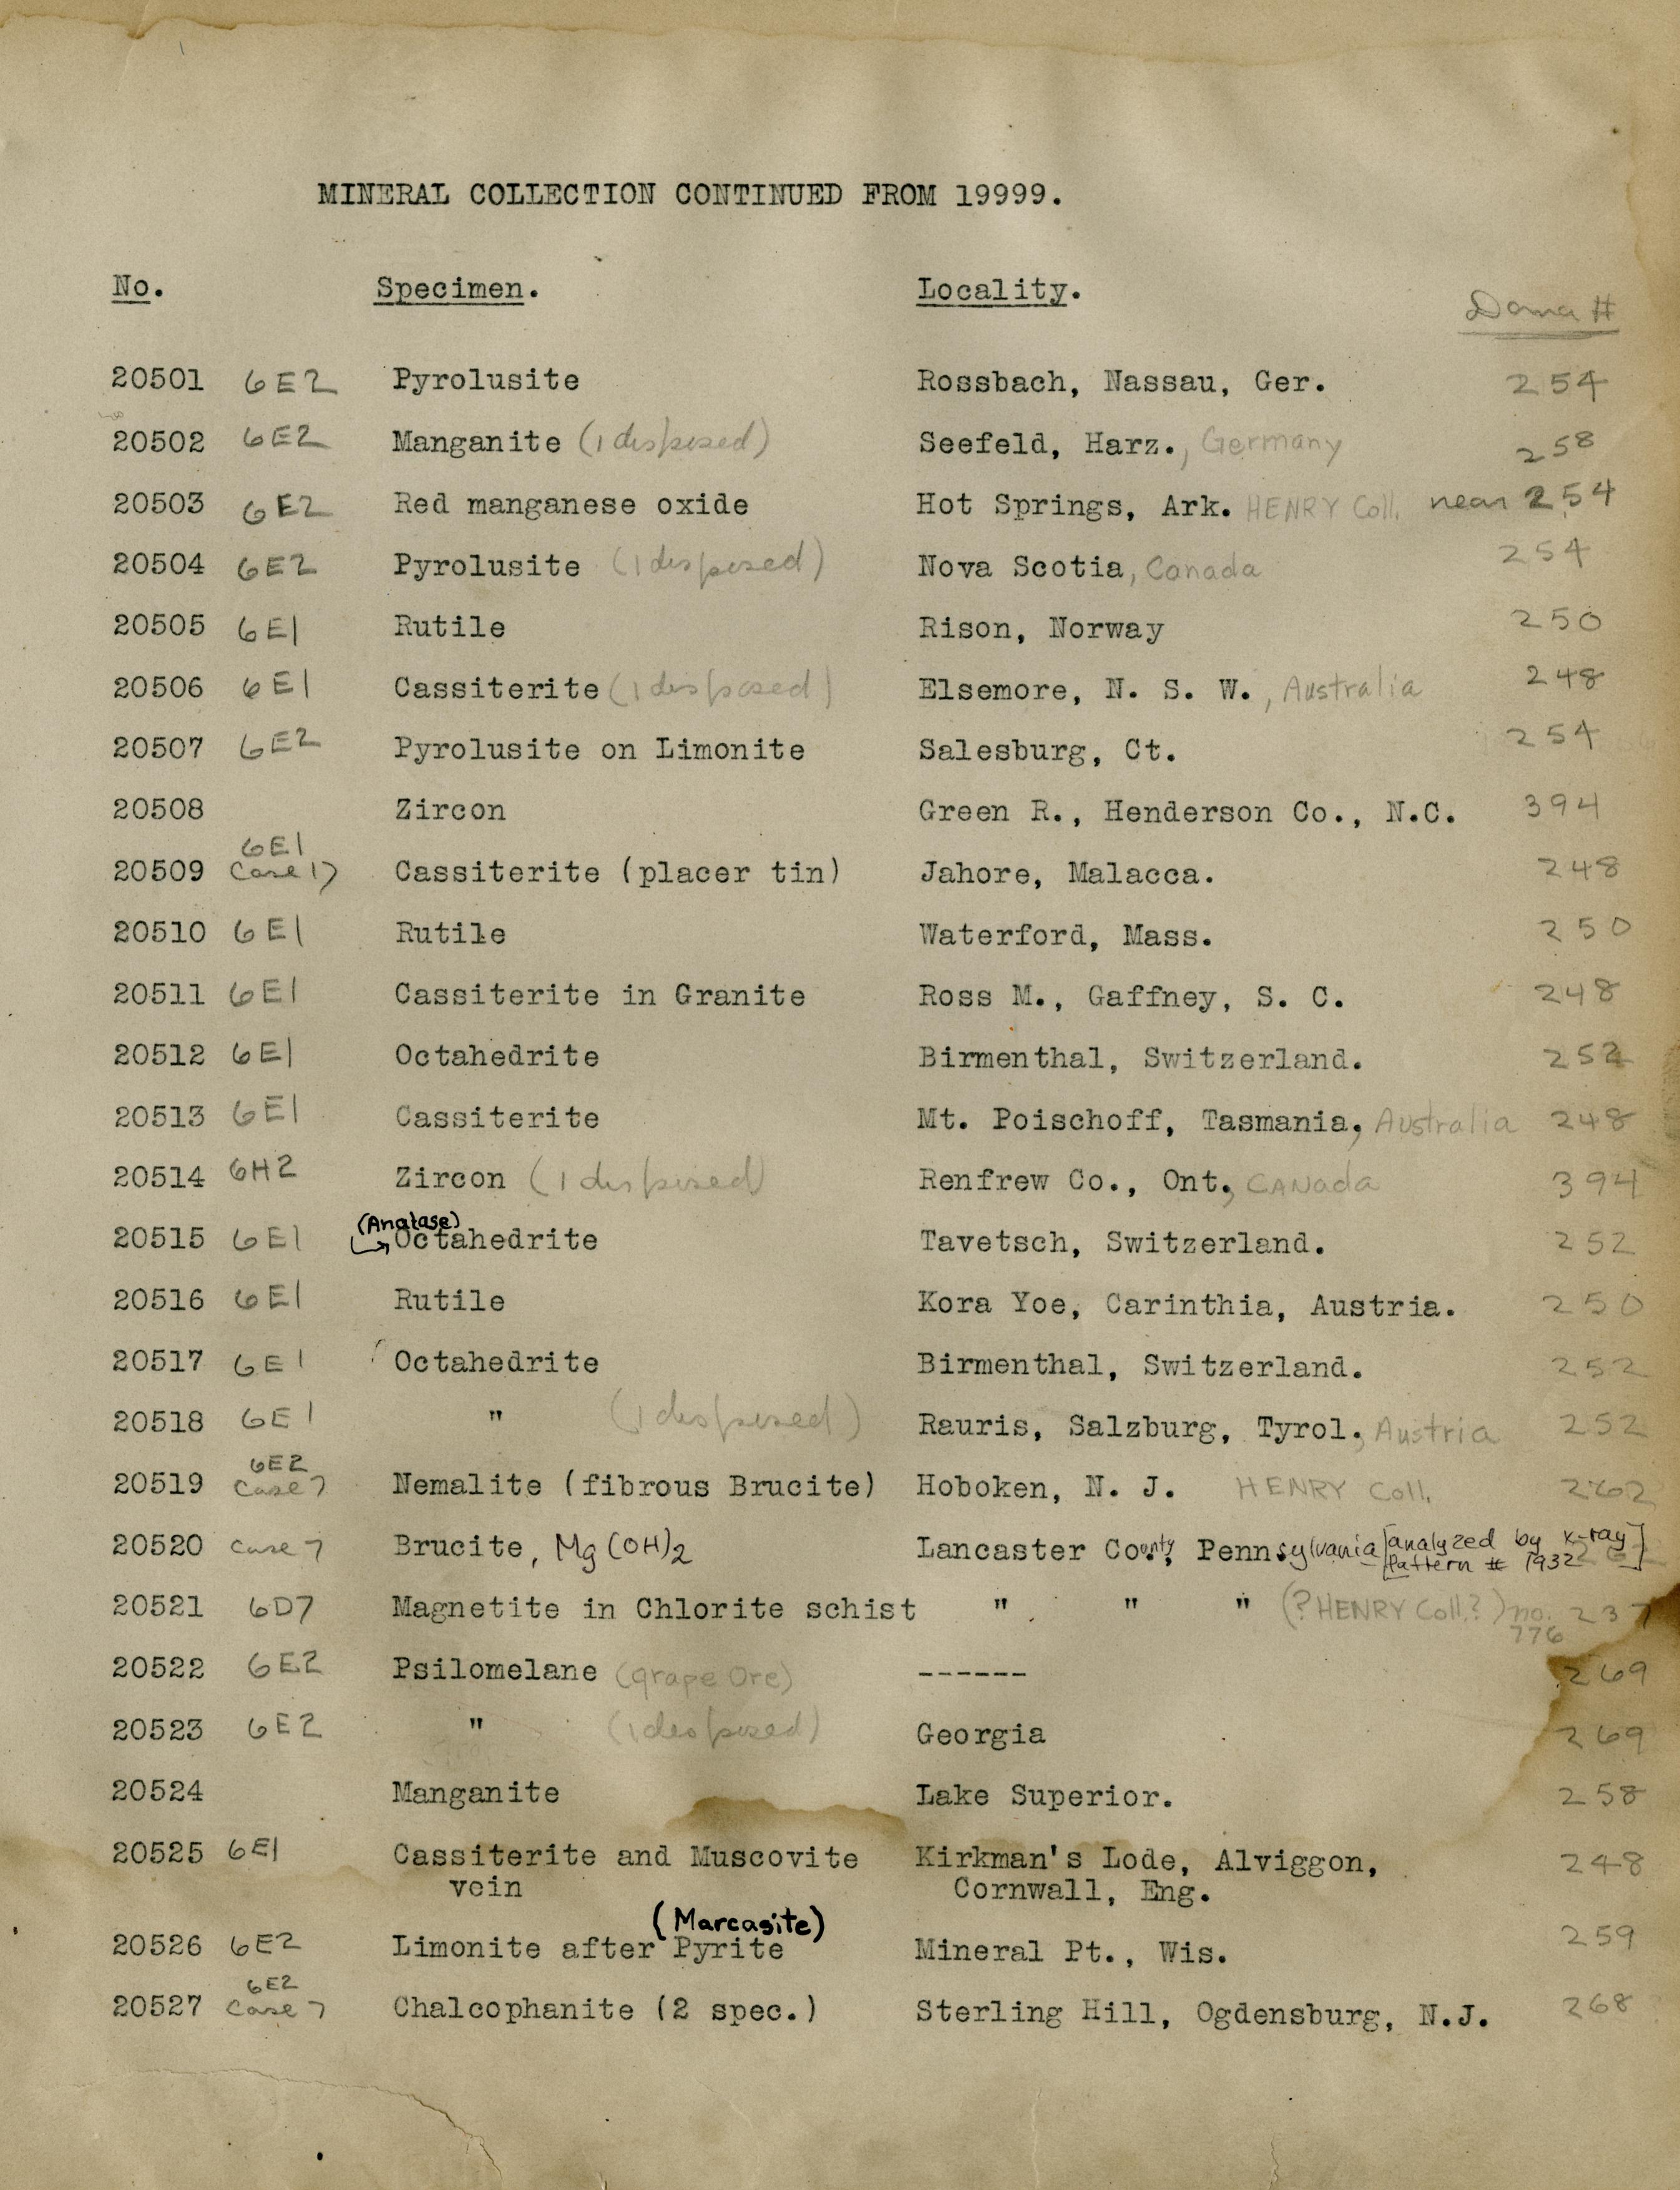 MINERAL COLLECTION CONTINUED FROM 19999.
No. Specimen. Locality. Dana #
20501 6E2 Pyrolusite Rossbach, Nassau, Ger. 254
20502 6E2 Manganite (1 disposed) Seefeld, Harz., Germany 258
20503 6E2 Red manganese oxide Hot Springs, Ark. HENRY Coll. near 254
20504 6E2 Pyrolusite (1 disposed) Nova Scotia, Canada 254
20505 6E1 Rutile Rison, Norway 250
20506 6E1 Cassiterite (1 disposed) Elsemore, N. S. W., Australia 248
20507 6E2 Pyrolusite on Limonite Salesburg, Ct. 254
20508 Zircon Green R., Henderson Co., N.C. 394
6E1
20509 Case 17 Cassiterite (placer tin) Jahore, Malacca. 248
20510 6E1 Rutile Waterford, Mass. 250
20511 6E1 Cassiterite in Granite Ross M., Gaffney, S. C. 248
20512 6E1 Octahedrite Birmenthal, Switzerland. 252
20513 6E1 Cassiterite Mt. Poischoff, Tasmania, Australia 248
20514 6H2 Zircon (1 disposed) Renfrew Co., Ont., CANada 394
(Anatase)
20515 6E1 Octahedrite Tavetsch, Switzerland. 252
20516 6E1 Rutile Kora Yoe, Carinthia, Austria. 250
20517 6E1 Octahedrite Birmenthal, Switzerland. 252
20518 6E1 " (1 disposed) Rauris, Salzburg, Tyrol., Austria 252
6E2
20519 Case 7 Nemalite (fibrous Brucite) Hoboken, N. J. HENRY Coll. 262
20520 Case 7 Brucite, Mg(OH)2 Lancaster County, Pennsylvania [analyzed by x-ray
pattern # 1932]
20521 6D7 Magnetite in Chlorite schist " " " (?HENRY Coll.?) no. 237
776
20522 6E2 Psilomelane (grape Ore) ------ 269
20523 6E2 " (1 disposed) Georgia 269
20524 Manganite Lake Superior. 258
20525 6E1 Cassiterite and Muscovite Kirkman's Lode, Alviggon, 248
vein Cornwall, Eng.
(Marcasite)
20526 6E2 Limonite after Pyrite Mineral Pt., Wis. 259
6E2
20527 Case 7 Chalcophanite (2 spec.) Sterling Hill, Ogdensburg, N.J. 268